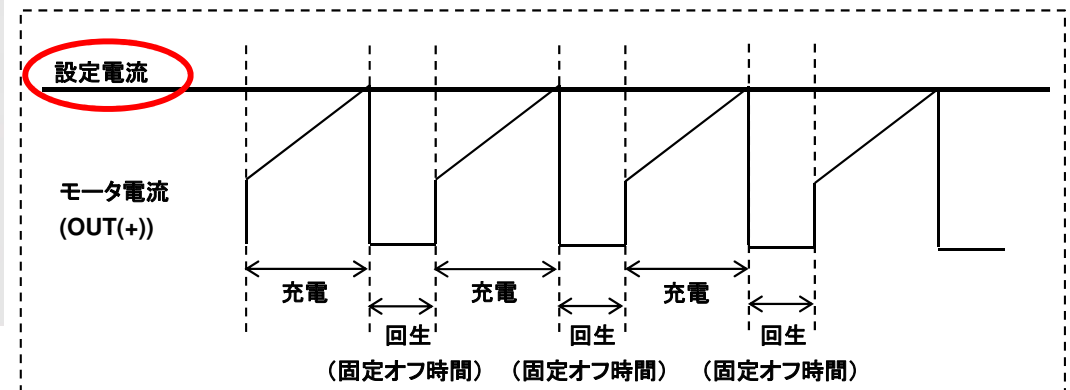 設定電流
モータ電流
(OUT(+))
充電 充電 充電
回生 回生 回生
（固定オフ時間） （固定オフ時間） （固定オフ時間）